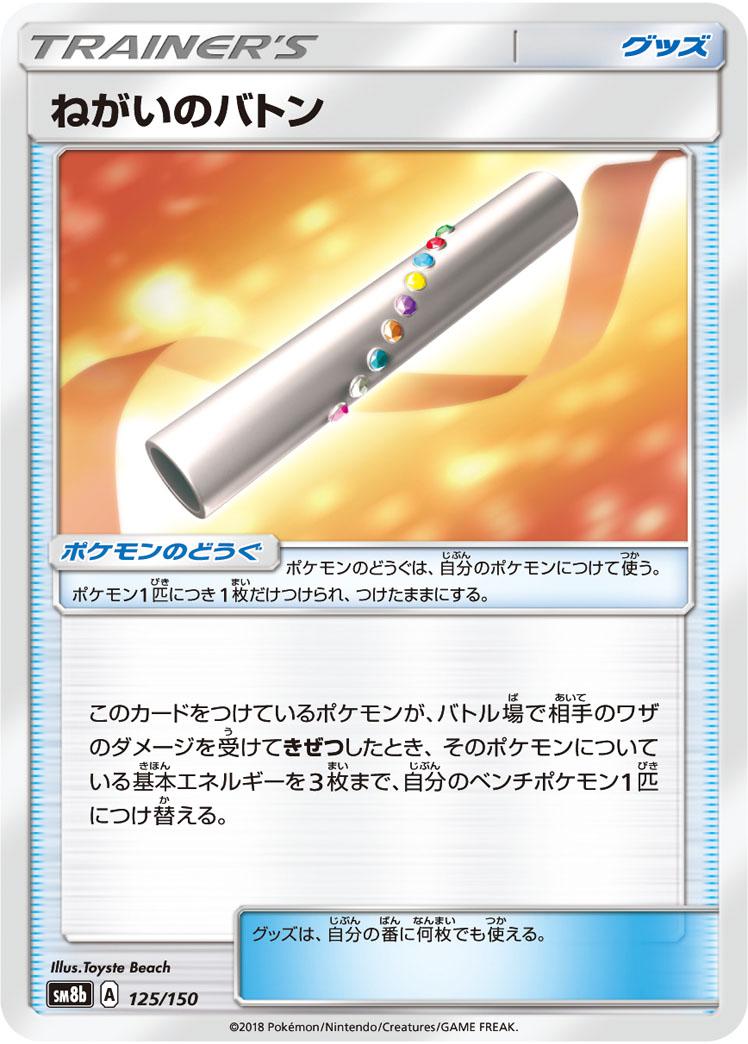 TRAINER'S
グッズ
ねがいのバトン
ポケモンのどうぐ
ポケモンのどうぐは、自分のポケモンにつけて使う。
ポケモン1匹につき1枚だけつけられ、つけたままにする。
このカードをつけているポケモンが、バトル場で相手のワザ
のダメージを受けてきぜつしたとき、そのポケモンについて
いる基本エネルギーを3枚まで、自分のベンチポケモン1匹
につけ替える。
グッズは、自分の番に何枚でも使える。
Illus.Toyste Beach
SM8b A 125/150
©2018 Pokémon/Nintendo/Creatures/GAME FREAK.